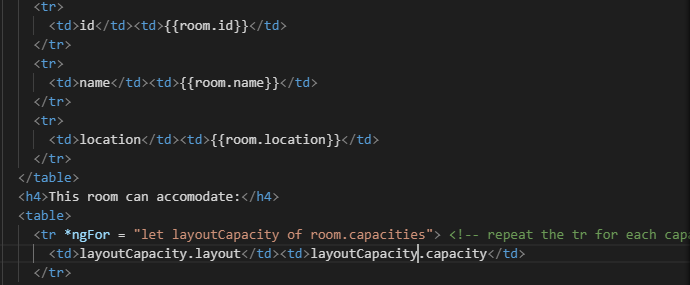 <tr>
<td>id</td><td>{{room.id}}</td>
</tr>
<tr>
<td>name</td><td>{{room.name}}</td>
</tr>
<tr>
<td>location</td><td>{{room.location}}</td>
</tr>
</table>
<h4>This room can accomodate:</h4>
<table>
<tr *ngFor = "let layoutCapacity of room.capacities"> <!-- repeat the tr for each capa
<td>layoutCapacity.layout</td><td>layoutCapacity.capacity</td>
</tr>